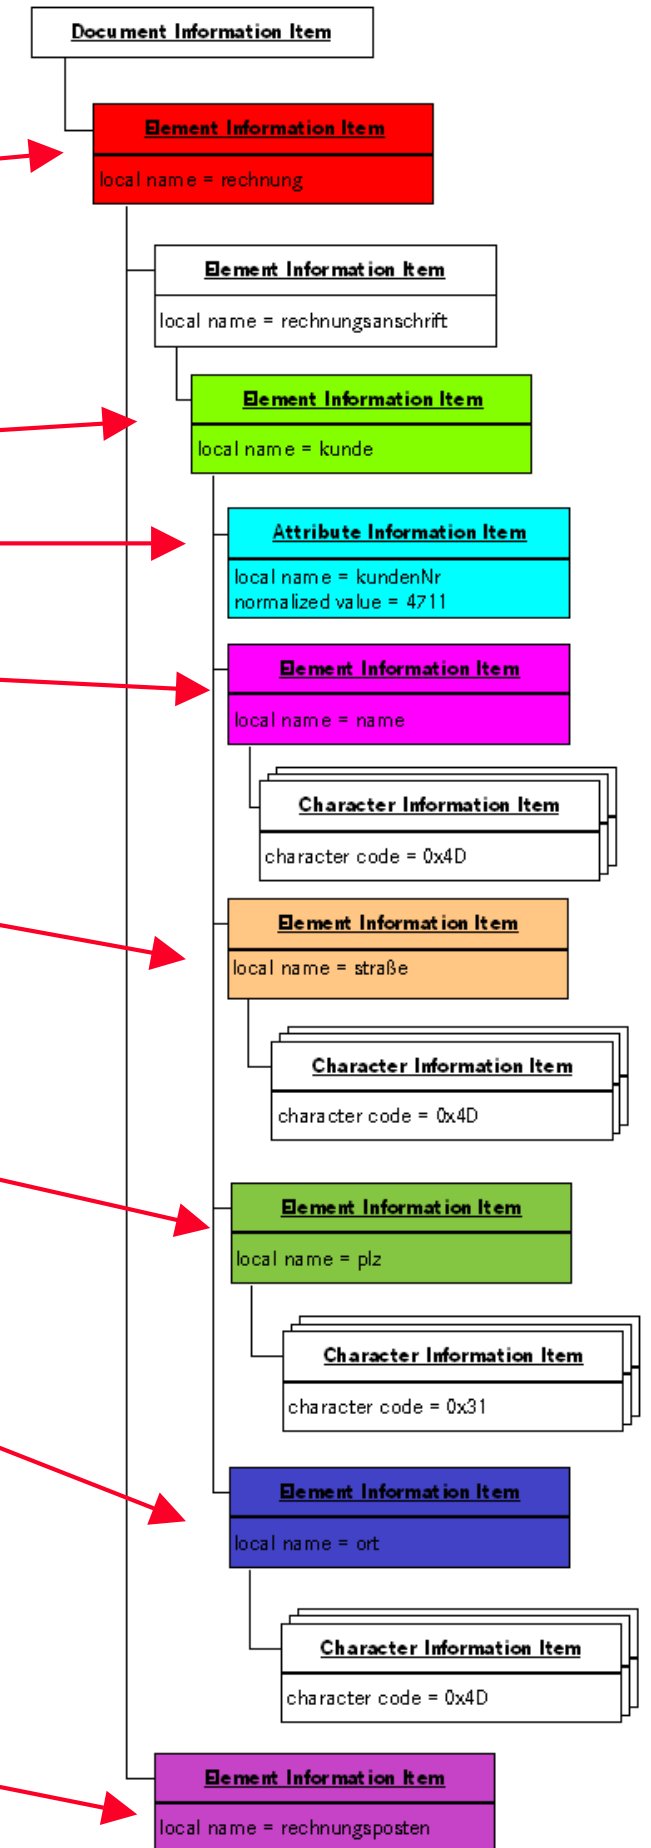 Document Information Item
Element Information Item
local name = rechnung
Element Information Item
local name = rechnungsanschrift
Element Information Item
local name = kunde
Attribute Information Item
local name = kundenNr
normalized value = 4711
Element Information Item
local name = name
Character Information Item
character code = 0x4D
Element Information Item
local name = straße
Character Information Item
character code = 0x4D
Element Information Item
local name = plz
Character Information Item
character code = 0x31
Element Information Item
local name = ort
Character Information Item
character code = 0x4D
Element Information Item
local name = rechnungsposten